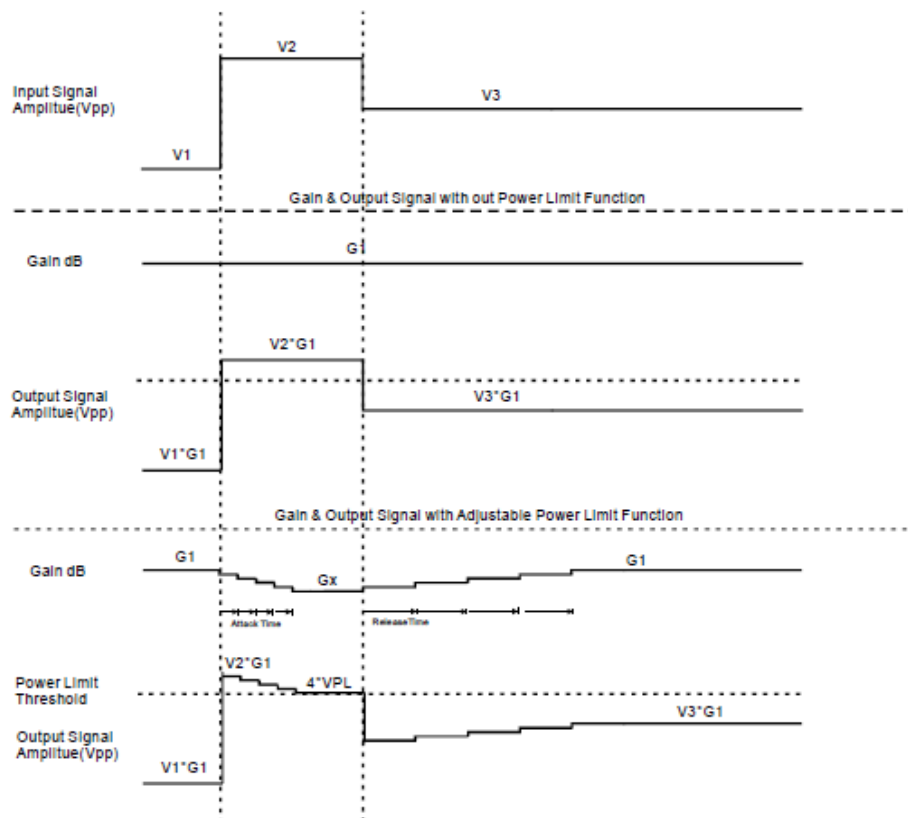 V2
Input Signal
Amplitue(Vpp)
V3
V1
Gain & Output Signal with out Power Limit Function
G1
Gain dB
V2*G1
Output Signal
Amplitue(Vpp)
V3*G1
V1*G1
Gain & Output Signal with Adjustable Power Limit Function
G1
Gain dB
Gx
G1
Attack Time
ReleaseTime
V2*G1
Power Limit
Threshold
4*VPL
V3*G1
Output Signal
Amplitue(Vpp)
V1*G1